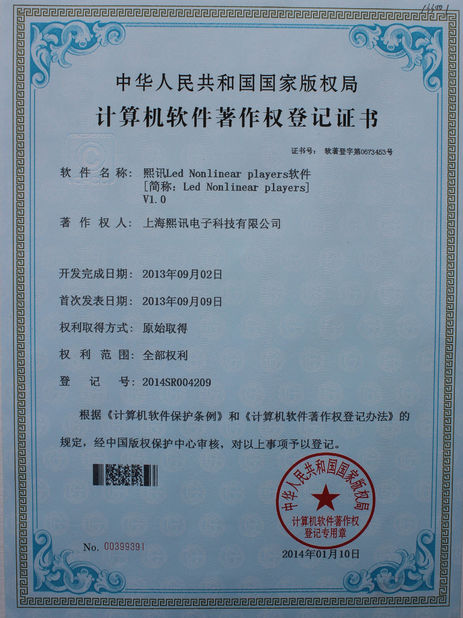 中华人民共和国国家版权局
计算机软件著作权登记证书
证书号: 软著登字第0673453号
软件名称: 熙讯Led Nonlinear players软件
[简称: Led Nonlinear players]
V1.0
著作权人: 上海熙讯电子科技有限公司
开发完成日期: 2013年09月02日
首次发表日期: 2013年09月09日
权利取得方式: 原始取得
权利范围: 全部权利
登记号: 2014SR004209
根据《计算机软件保护条例》和《计算机软件著作权登记办法》的
规定, 经中国版权保护中心审核, 对以上事项予以登记。
中华人民共和国国家版权局
计算机软件著作权
登记专用章
No. 00399391
2014年01月10日